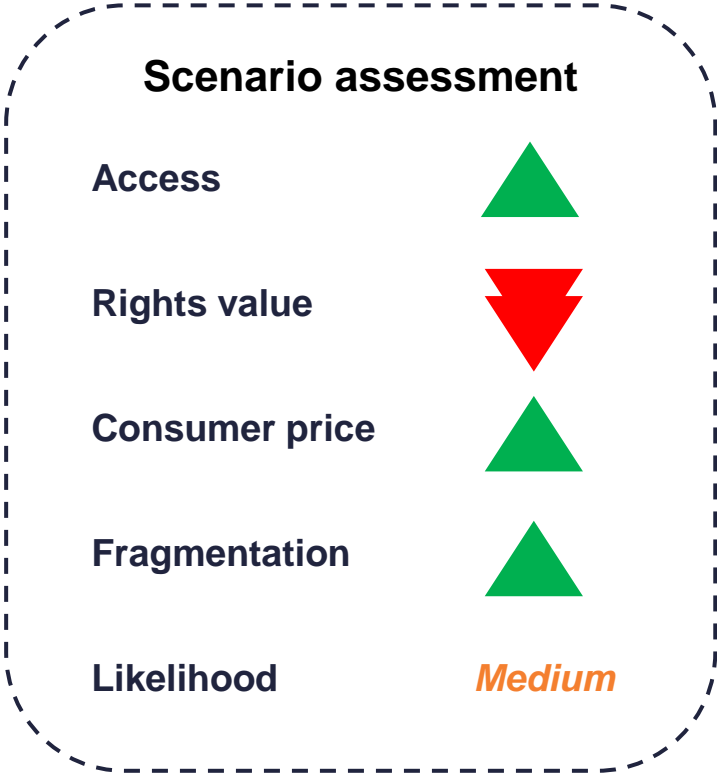 Scenario assessment
Access
Rights value
Consumer price
Fragmentation
Likelihood Medium